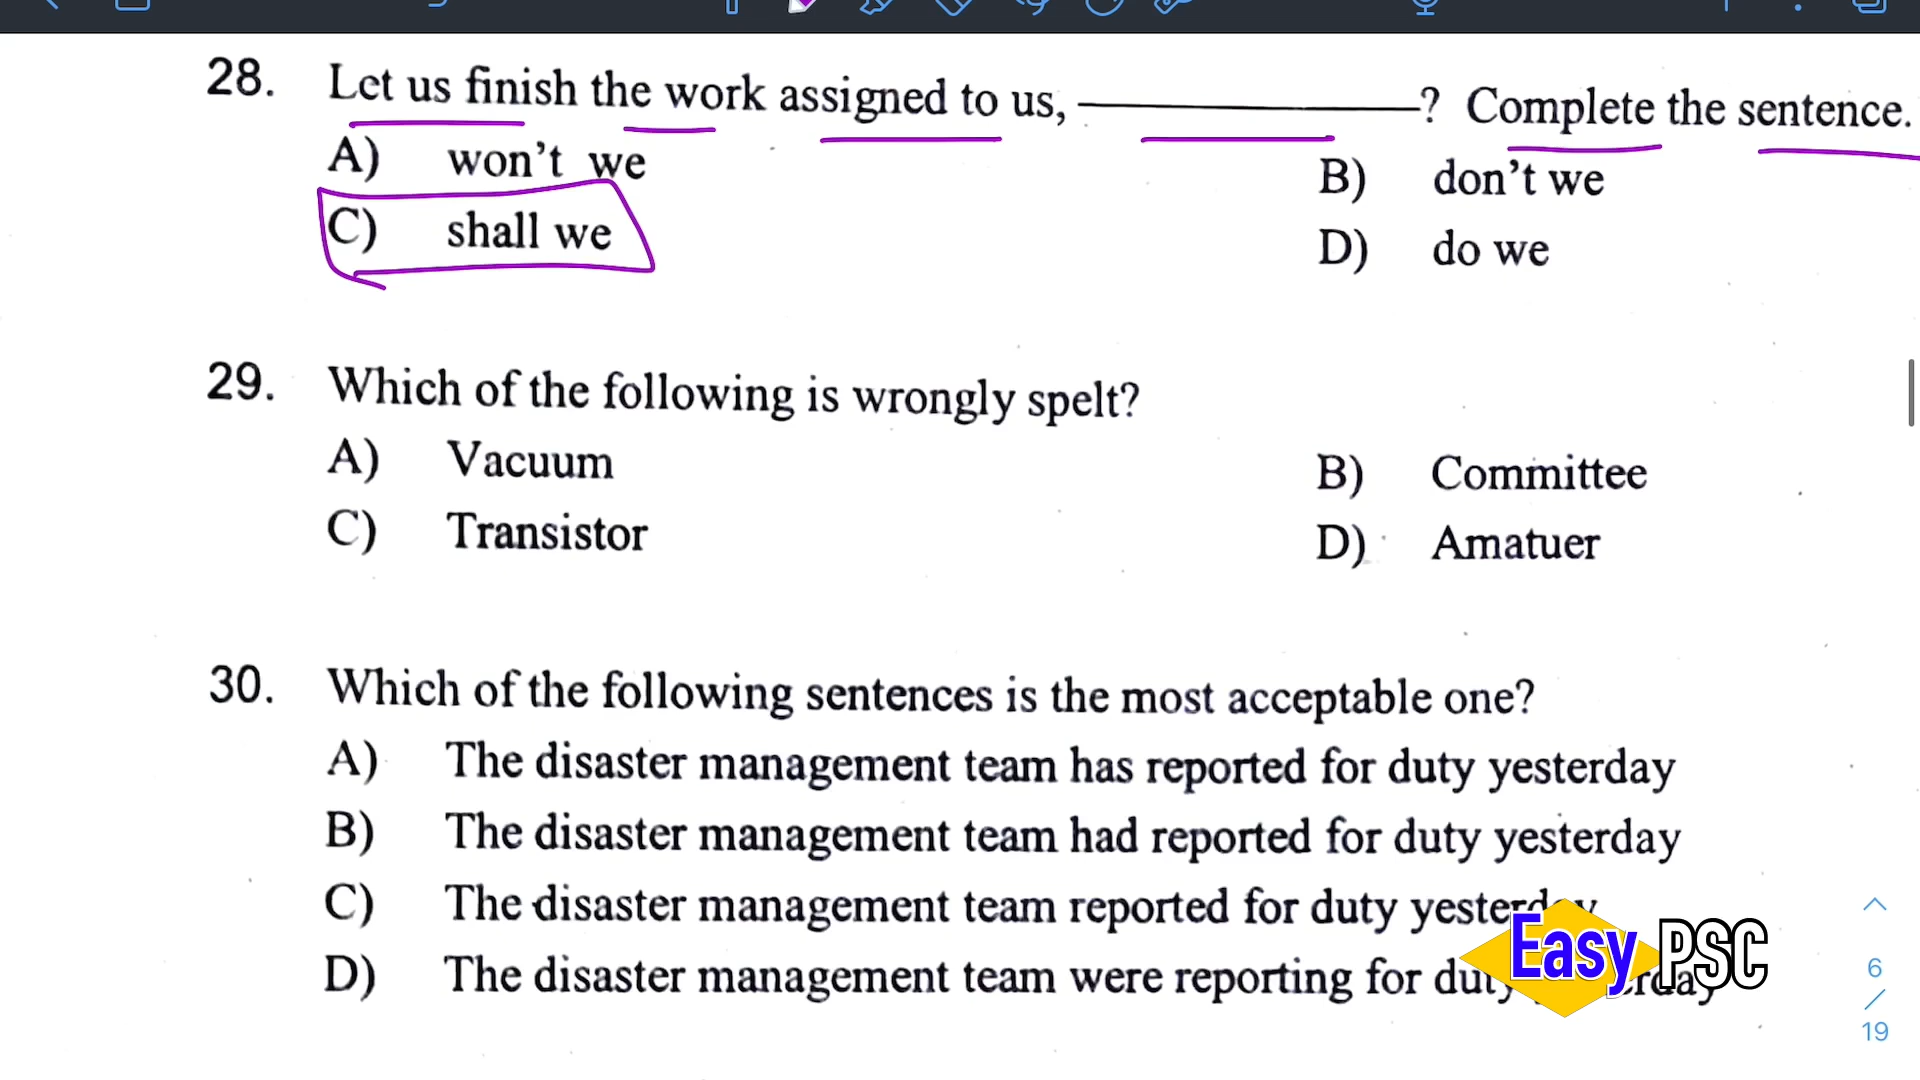 28. Let us finish the work assigned to us, ____________? Complete the sentence.
A) won't we
B) don't we
C) shall we
D) do we
29. Which of the following is wrongly spelt?
A) Vacuum
B) Committee
C) Transistor
D) Amatuer
30. Which of the following sentences is the most acceptable one?
A) The disaster management team has reported for duty yesterday
B) The disaster management team had reported for duty yesterday
C) The disaster management team reported for duty yesterday
D) The disaster management team were reporting for duty yesterday
Easy PSC
6
/
19